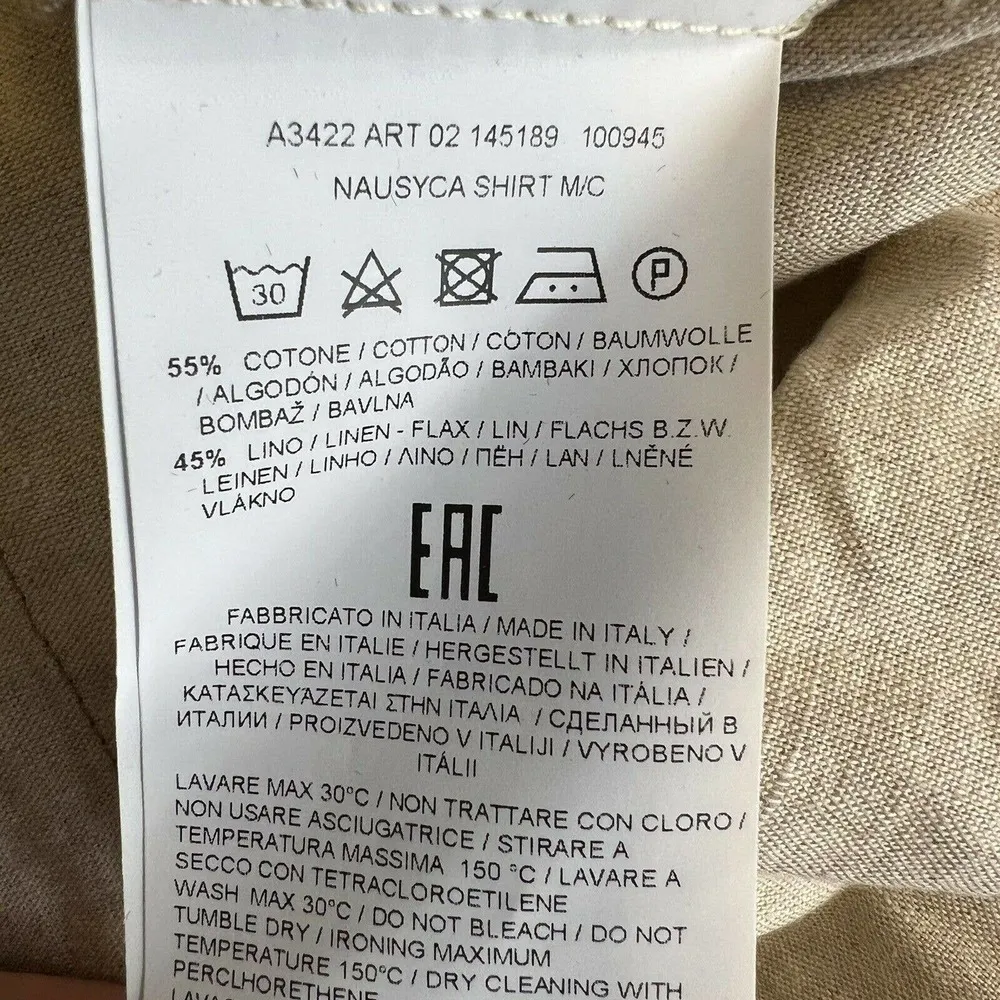 A3422 ART 02 145189 100945
NAUSYCA SHIRT M/C
30 P
55% COTONE / COTTON / COTON / BAUMWOLLE
/ ALGODÓN / ALGODÃO / BAMBAKI / ХЛОПОК /
BOMBAŽ / BAVLNA
45% LINO / LINEN - FLAX / LIN / FLACHS B.Z.W.
LEINEN / LINHO / ΛΙΝΟ / ПЁН / LAN / LNĚNÉ
VLÁKNO
EAC
FABBRICATO IN ITALIA / MADE IN ITALY /
FABRIQUE EN ITALIE / HERGESTELLT IN ITALIEN /
HECHO EN ITALIA / FABRICADO NA ITÁLIA /
ΚΑΤΑΣΚΕΥΆΖΕΤΑΙ ΣΤΗΝ ΙΤΑΛΙΑ / СДЕЛАННЫЙ В
ИТАЛИИ / PROIZVEDENO V ITALIJI / VYROBENO V
ITÁLII
LAVARE MAX 30°C / NON TRATTARE CON CLORO /
NON USARE ASCIUGATRICE / STIRARE A
TEMPERATURA MASSIMA 150 °C / LAVARE A
SECCO CON TETRACLOROETILENE
WASH MAX 30°C / DO NOT BLEACH / DO NOT
TUMBLE DRY / IRONING MAXIMUM
TEMPERATURE 150°C / DRY CLEANING WITH
PERCLHORETHENE